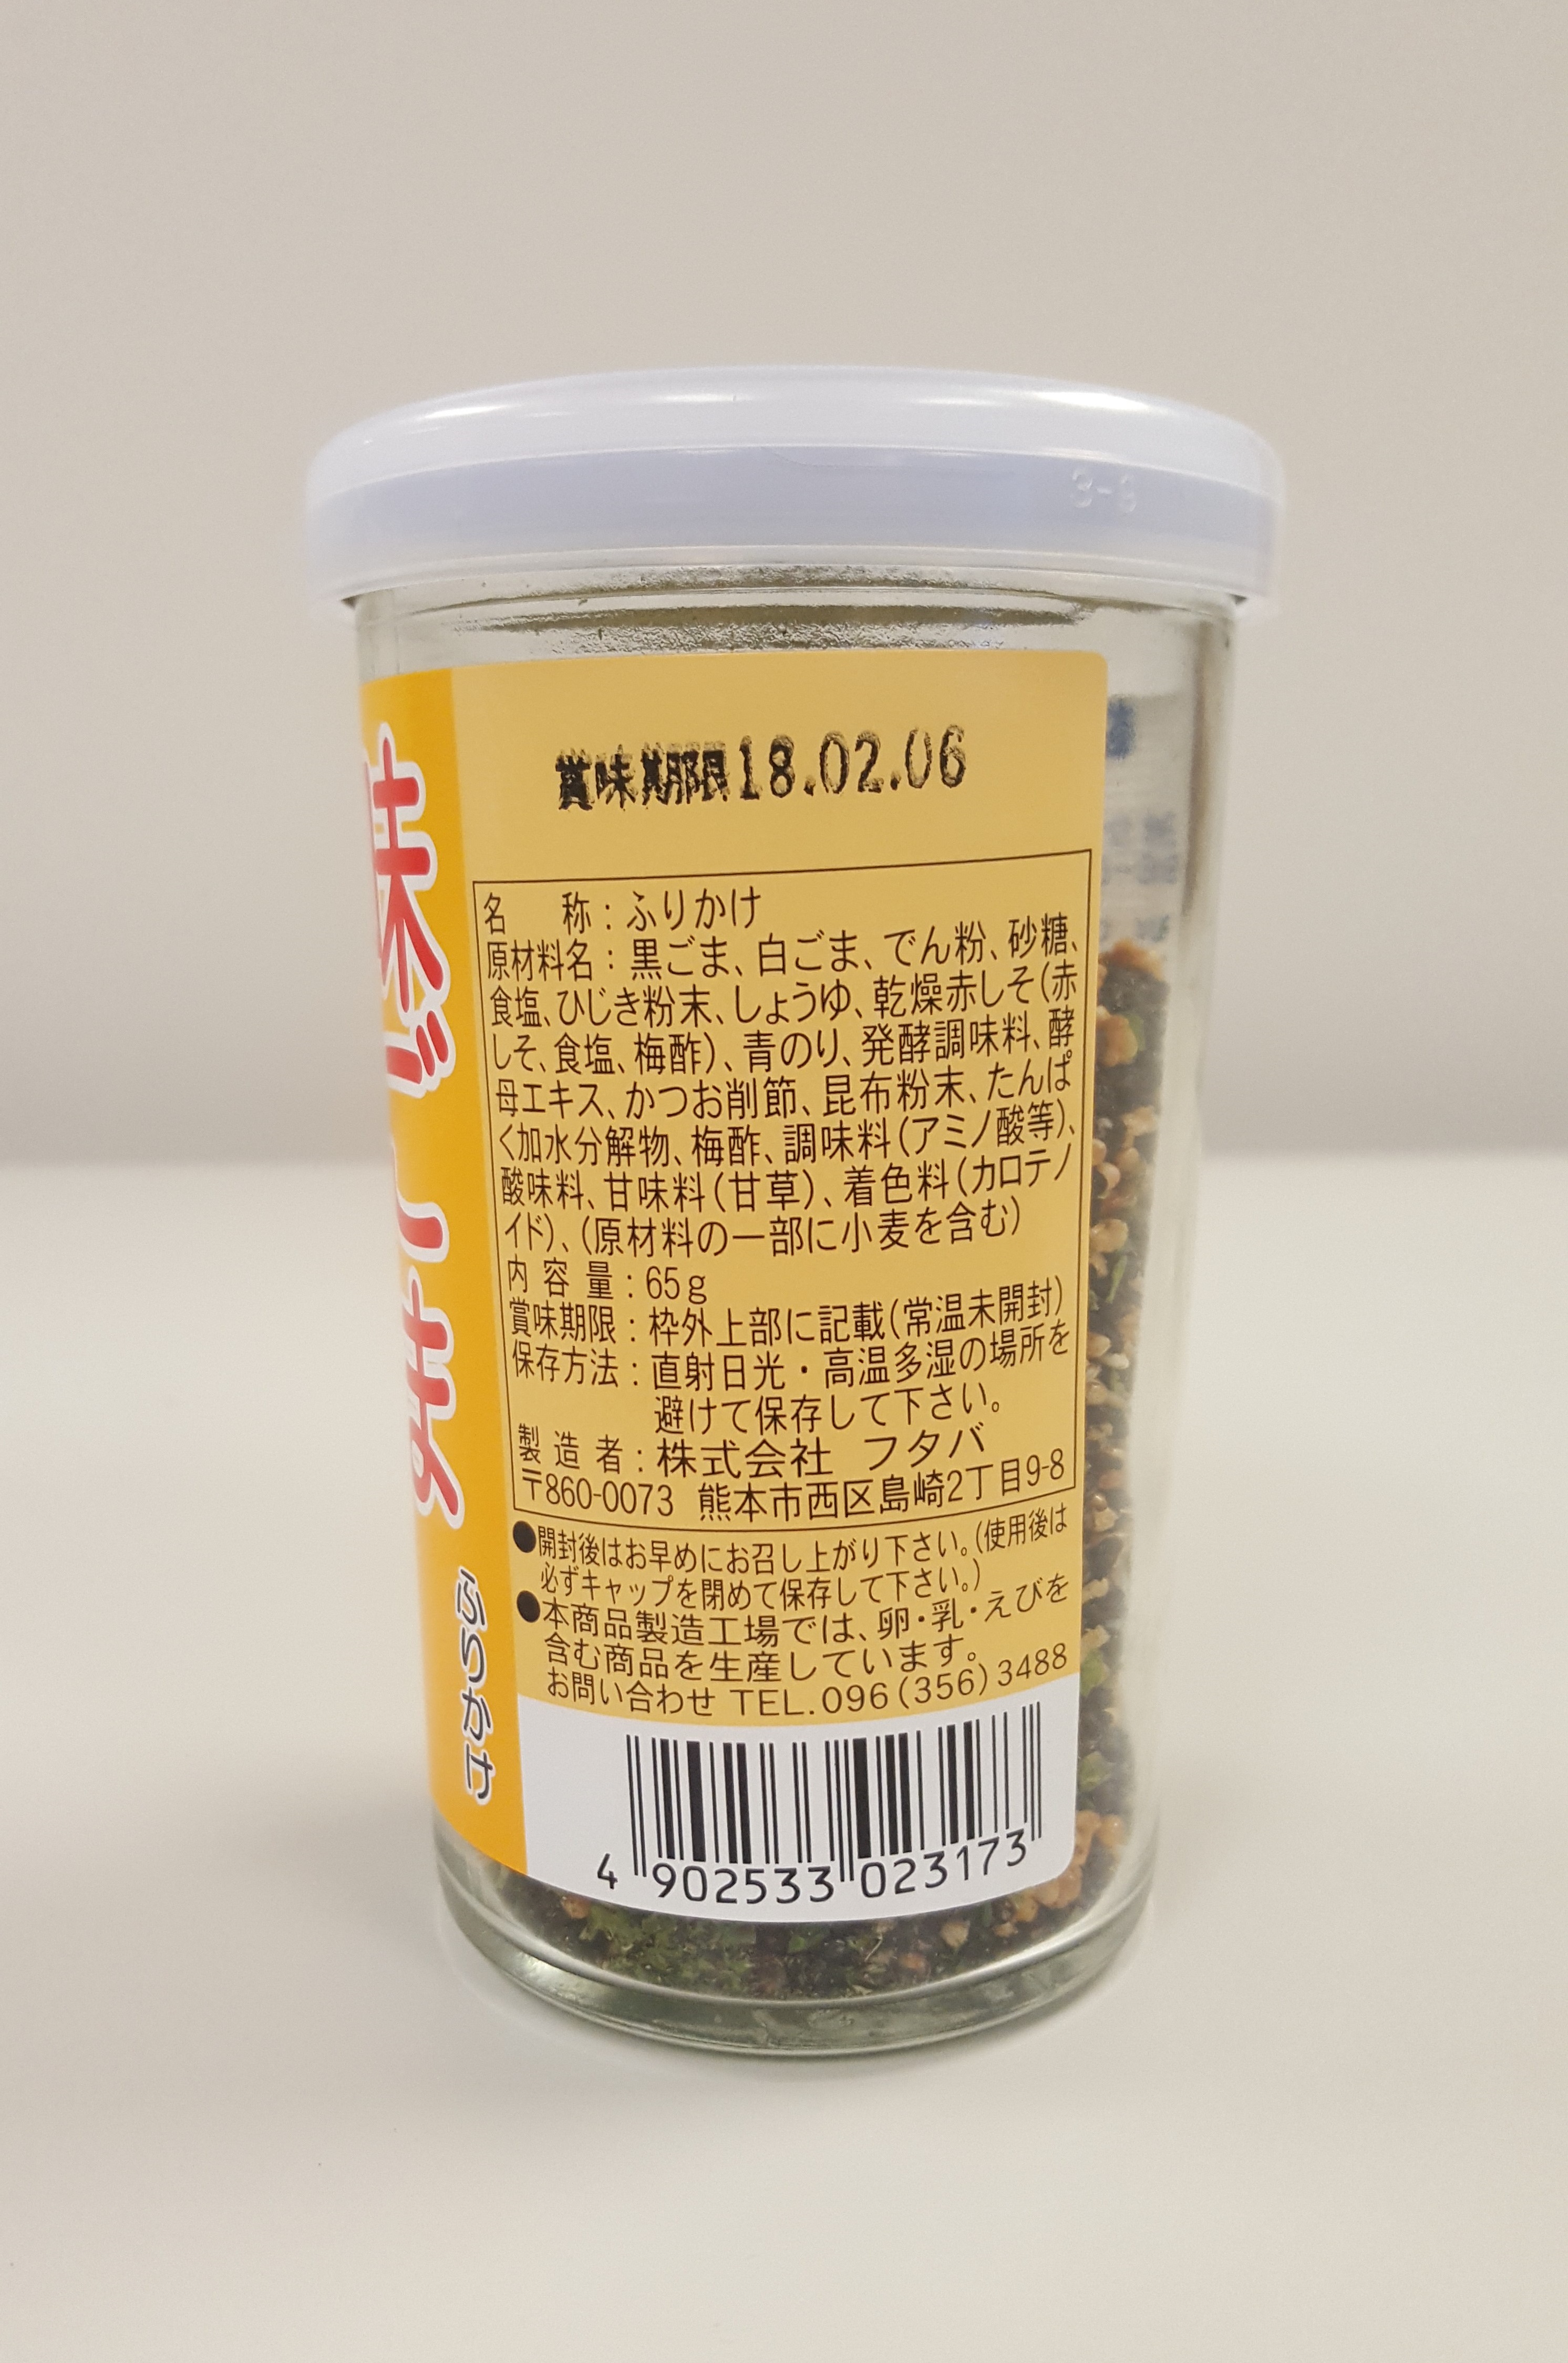 味ごま
ふりかけ
賞味期限18.02.06
名 称:ふりかけ
原材料名:黒ごま、白ごま、でん粉、砂糖、
食塩、ひじき粉末、しょうゆ、乾燥赤しそ(赤
しそ、食塩、梅酢)、青のり、発酵調味料、酵
母エキス、かつお削節、昆布粉末、たんぱ
く加水分解物、梅酢、調味料(アミノ酸等)、
酸味料、甘味料(甘草)、着色料(カロテノ
イド)、(原材料の一部に小麦を含む)
内容量:65g
賞味期限:枠外上部に記載(常温未開封)
保存方法:直射日光・高温多湿の場所を
避けて保存して下さい。
製造者:株式会社 フタバ
〒860-0073 熊本市西区島崎2丁目9-8
●開封後はお早めにお召し上がり下さい。(使用後は
必ずキャップを閉めて保存して下さい。)
●本商品製造工場では、卵・乳・えびを
含む商品を生産しています。
お問い合わせ TEL.096(356)3488
4 902533 023173
3-8